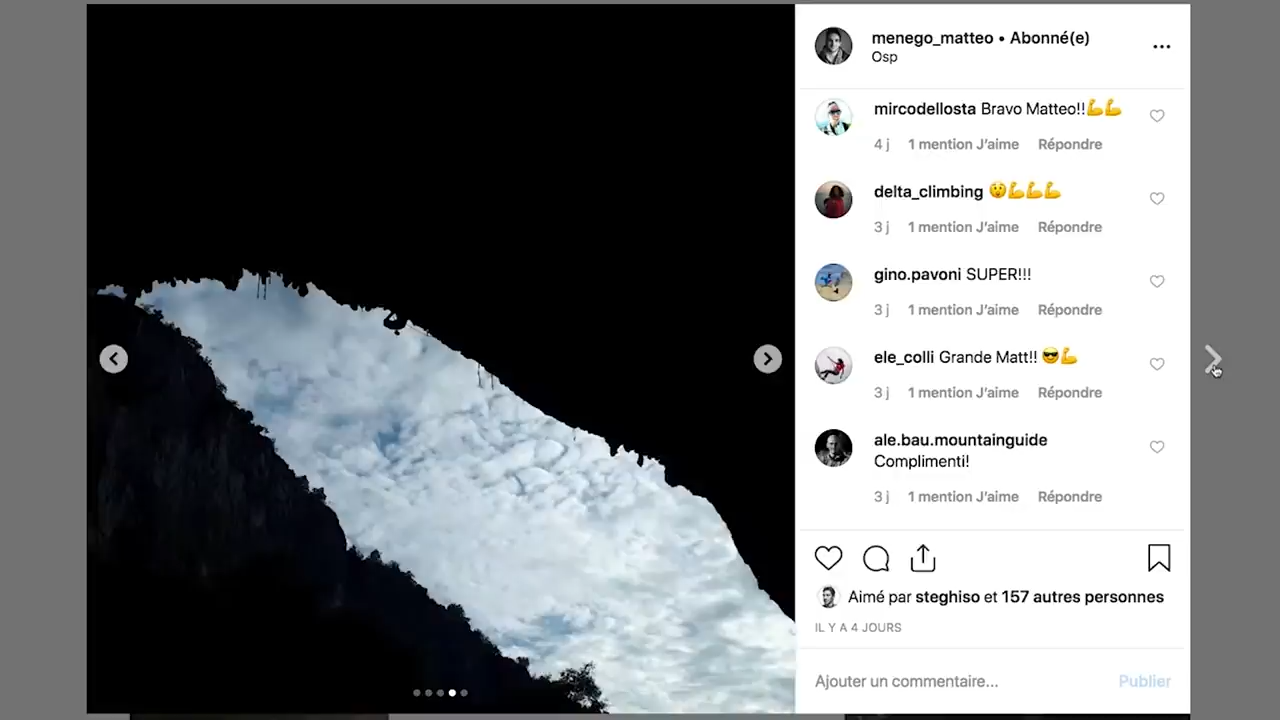 menego_matteo • Abonné(e)
Osp
mircodellosta Bravo Matteo!!💪💪
4 j 1 mention J'aime Répondre
delta_climbing 😲💪💪💪
3 j 1 mention J'aime Répondre
gino.pavoni SUPER!!!
3 j 1 mention J'aime Répondre
ele_colli Grande Matt!! 😎💪
3 j 1 mention J'aime Répondre
ale.bau.mountainguide
Complimenti!
3 j 1 mention J'aime Répondre
Aimé par steghiso et 157 autres personnes
IL Y A 4 JOURS
Ajouter un commentaire... Publier